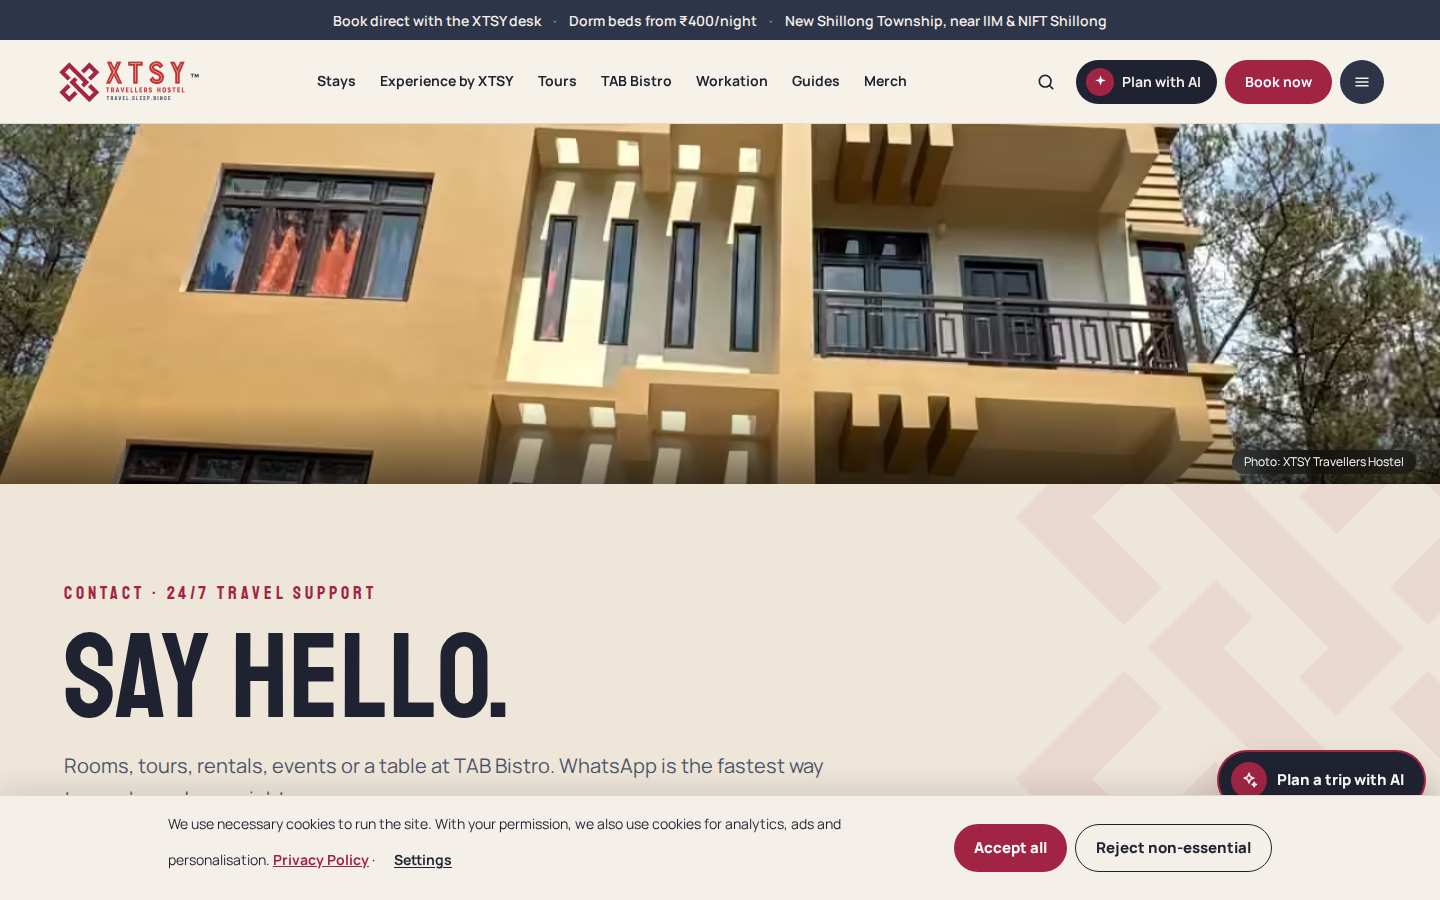 Book direct with the XTSY desk · Dorm beds from ₹400/night · New Shillong Township, near IIM & NIFT Shillong
XTSY ™
TRAVELLERS HOSTEL
TRAVEL.SLEEP.BINGE
Stays Experience by XTSY Tours TAB Bistro Workation Guides Merch
Plan with AI
Book now
Photo: XTSY Travellers Hostel
CONTACT · 24/7 TRAVEL SUPPORT
SAY HELLO.
Rooms, tours, rentals, events or a table at TAB Bistro. WhatsApp is the fastest way
Plan a trip with AI
We use necessary cookies to run the site. With your permission, we also use cookies for analytics, ads and
personalisation. Privacy Policy · Settings
Accept all
Reject non-essential